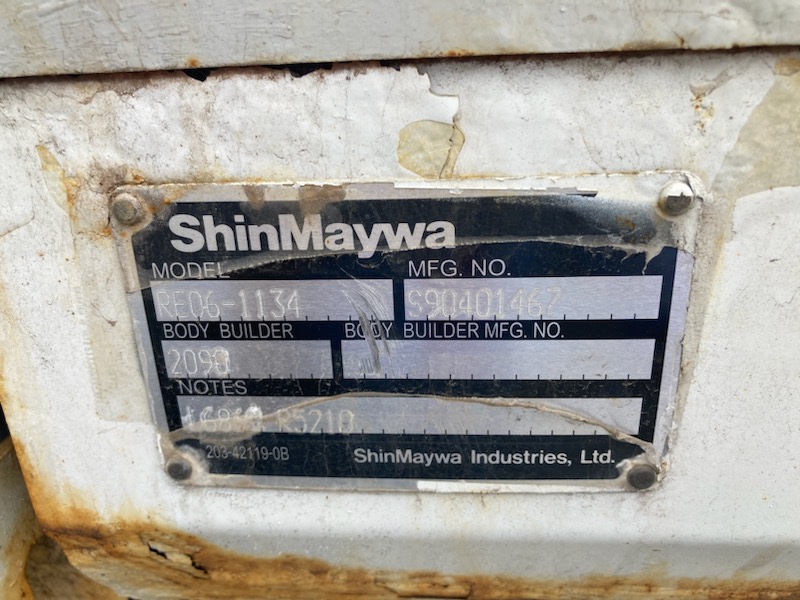 ShinMaywa
MODEL MFG. NO.
RE06-1134 S90401467
BODY BUILDER BODY BUILDER MFG. NO.
2098
NOTES
R5210
203-42119-0B ShinMaywa Industries, Ltd.